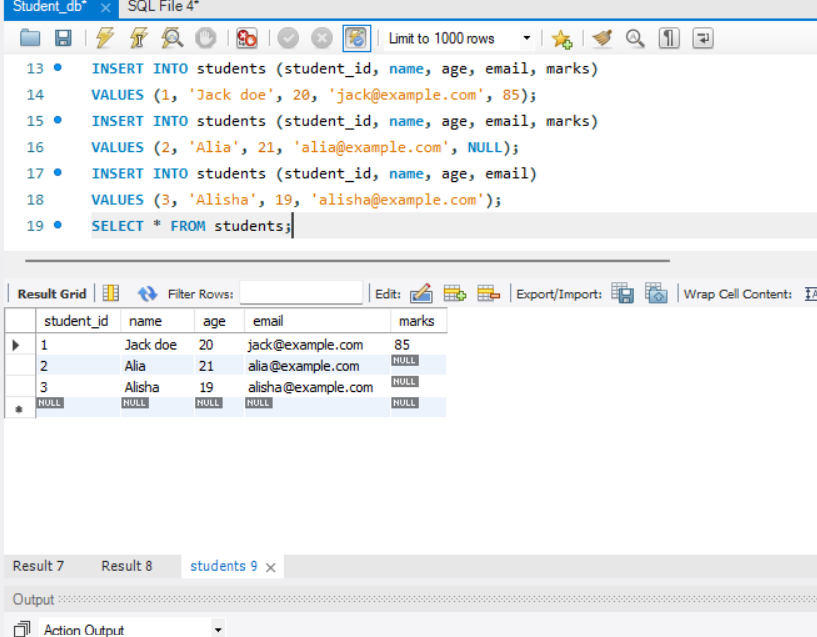 Student_db* × SQL File 4*
Limit to 1000 rows
13 INSERT INTO students (student_id, name, age, email, marks)
14 VALUES (1, 'Jack doe', 20, 'jack@example.com', 85);
15 INSERT INTO students (student_id, name, age, email, marks)
16 VALUES (2, 'Alia', 21, 'alia@example.com', NULL);
17 INSERT INTO students (student_id, name, age, email)
18 VALUES (3, 'Alisha', 19, 'alisha@example.com');
19 SELECT * FROM students;
Result Grid Filter Rows: Edit: Export/Import: Wrap Cell Content:
student_id name age email marks
1 Jack doe 20 jack@example.com 85
2 Alia 21 alia@example.com NULL
3 Alisha 19 alisha@example.com NULL
NULL NULL NULL NULL NULL
Result 7 Result 8 students 9 ×
Output
Action Output